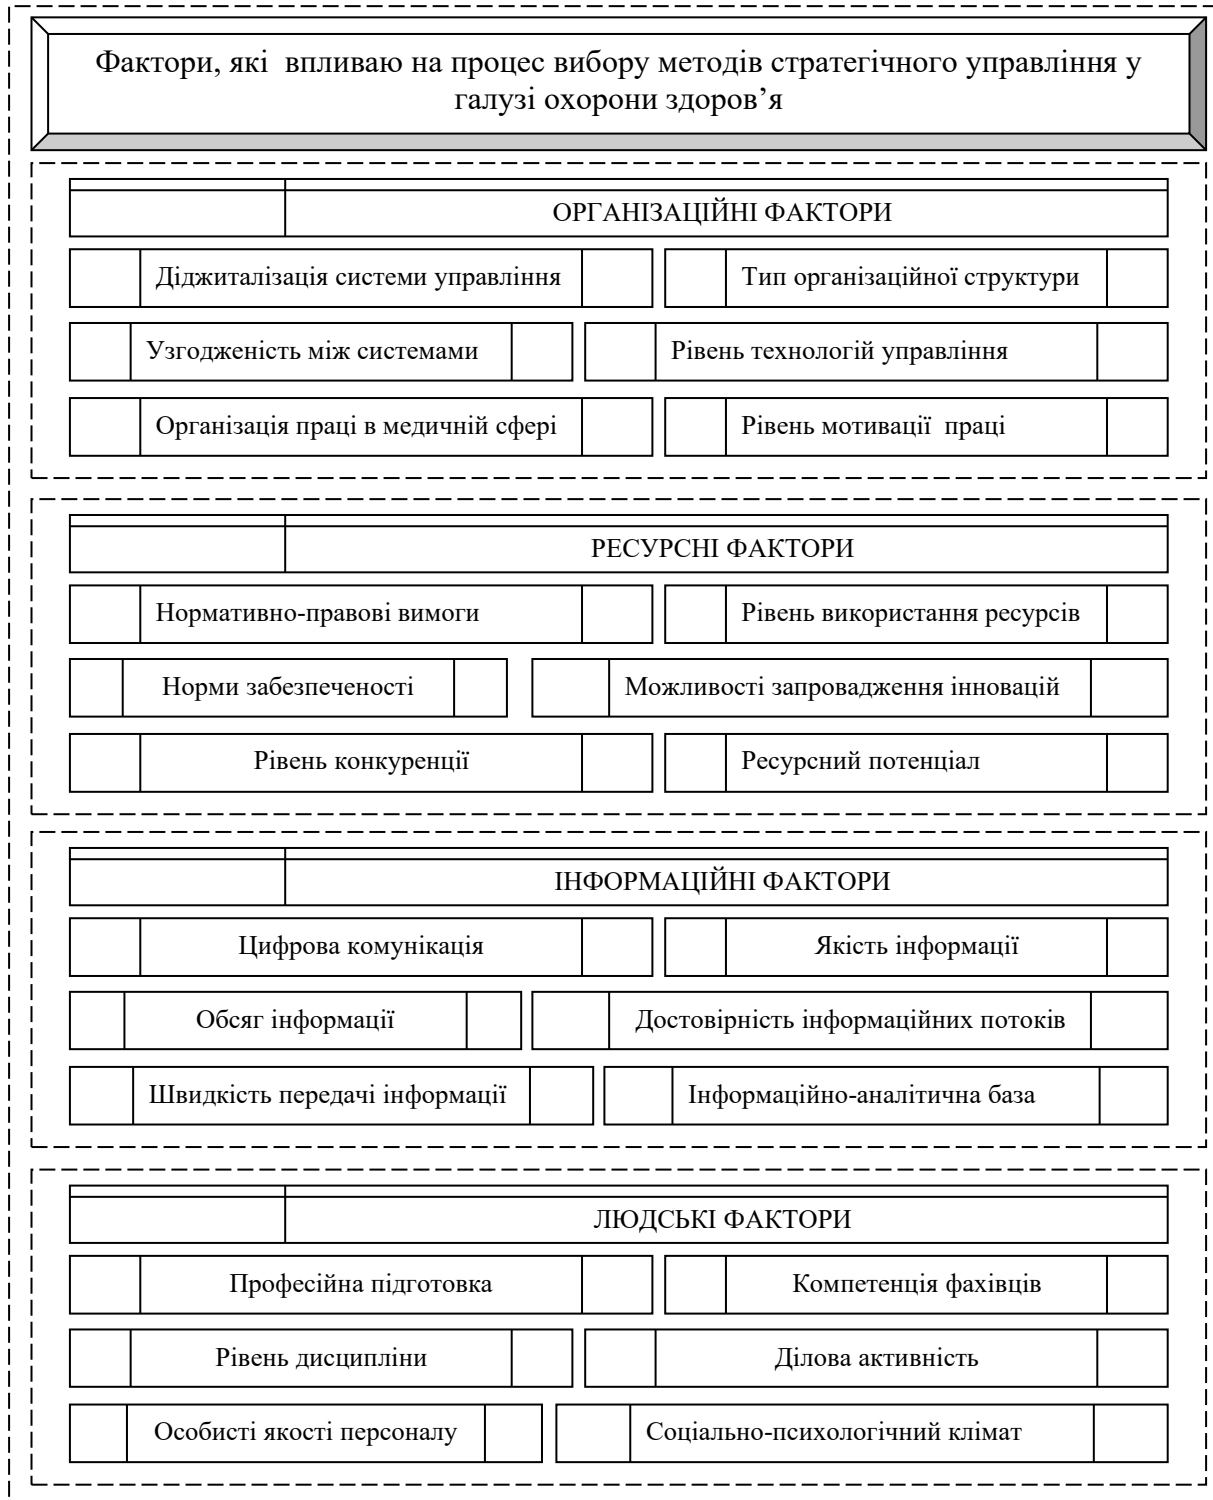 Фактори, які  впливаю на процес вибору методів стратегічного управління у
галузі охорони здоров’я
ОРГАНІЗАЦІЙНІ ФАКТОРИ
Діджиталізація системи управління
Тип організаційної структури
Узгодженість між системами
Рівень технологій управління
Організація праці в медичній сфері
Рівень мотивації  праці
РЕСУРСНІ ФАКТОРИ
Нормативно-правові вимоги
Рівень використання ресурсів
Норми забезпеченості
Можливості запровадження інновацій
Рівень конкуренції
Ресурсний потенціал
ІНФОРМАЦІЙНІ ФАКТОРИ
Цифрова комунікація
Якість інформації
Обсяг інформації
Достовірність інформаційних потоків
Швидкість передачі інформації
Інформаційно-аналітична база
ЛЮДСЬКІ ФАКТОРИ
Професійна підготовка
Компетенція фахівців
Рівень дисципліни
Ділова активність
Особисті якості персоналу
Соціально-психологічний клімат